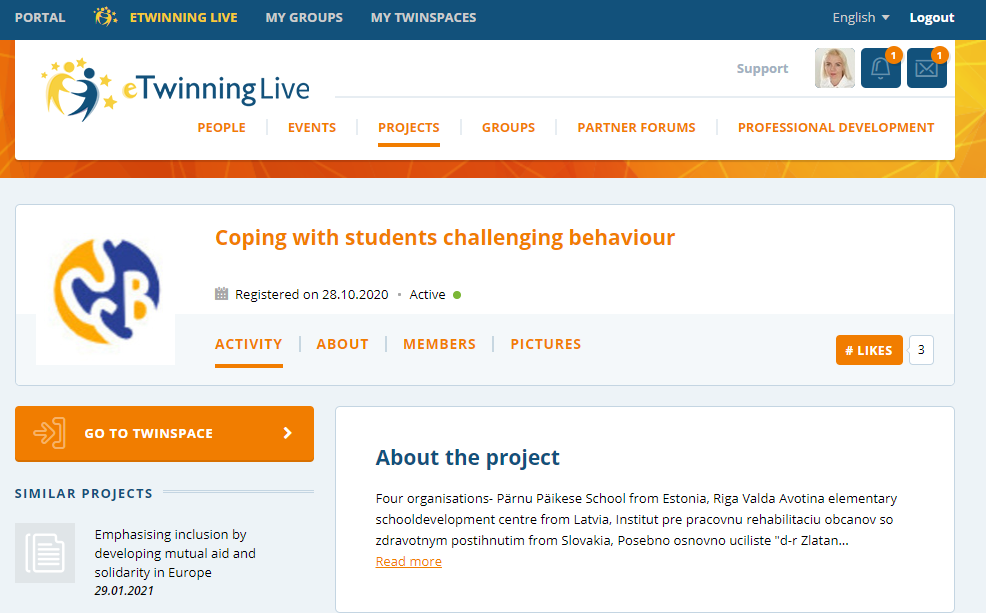 PORTAL ETWINNING LIVE MY GROUPS MY TWINSPACES English Logout
eTwinningLive
Support 1 1
PEOPLE EVENTS PROJECTS GROUPS PARTNER FORUMS PROFESSIONAL DEVELOPMENT
Coping with students challenging behaviour
Registered on 28.10.2020 • Active
ACTIVITY ABOUT MEMBERS PICTURES
# LIKES 3
GO TO TWINSPACE
SIMILAR PROJECTS
Emphasising inclusion by
developing mutual aid and
solidarity in Europe
29.01.2021
About the project
Four organisations- Pärnu Päikese School from Estonia, Riga Valda Avotina elementary
schooldevelopment centre from Latvia, Institut pre pracovnu rehabilitaciu obcanov so
zdravotnym postihnutim from Slovakia, Posebno osnovno uciliste "d-r Zlatan...
Read more